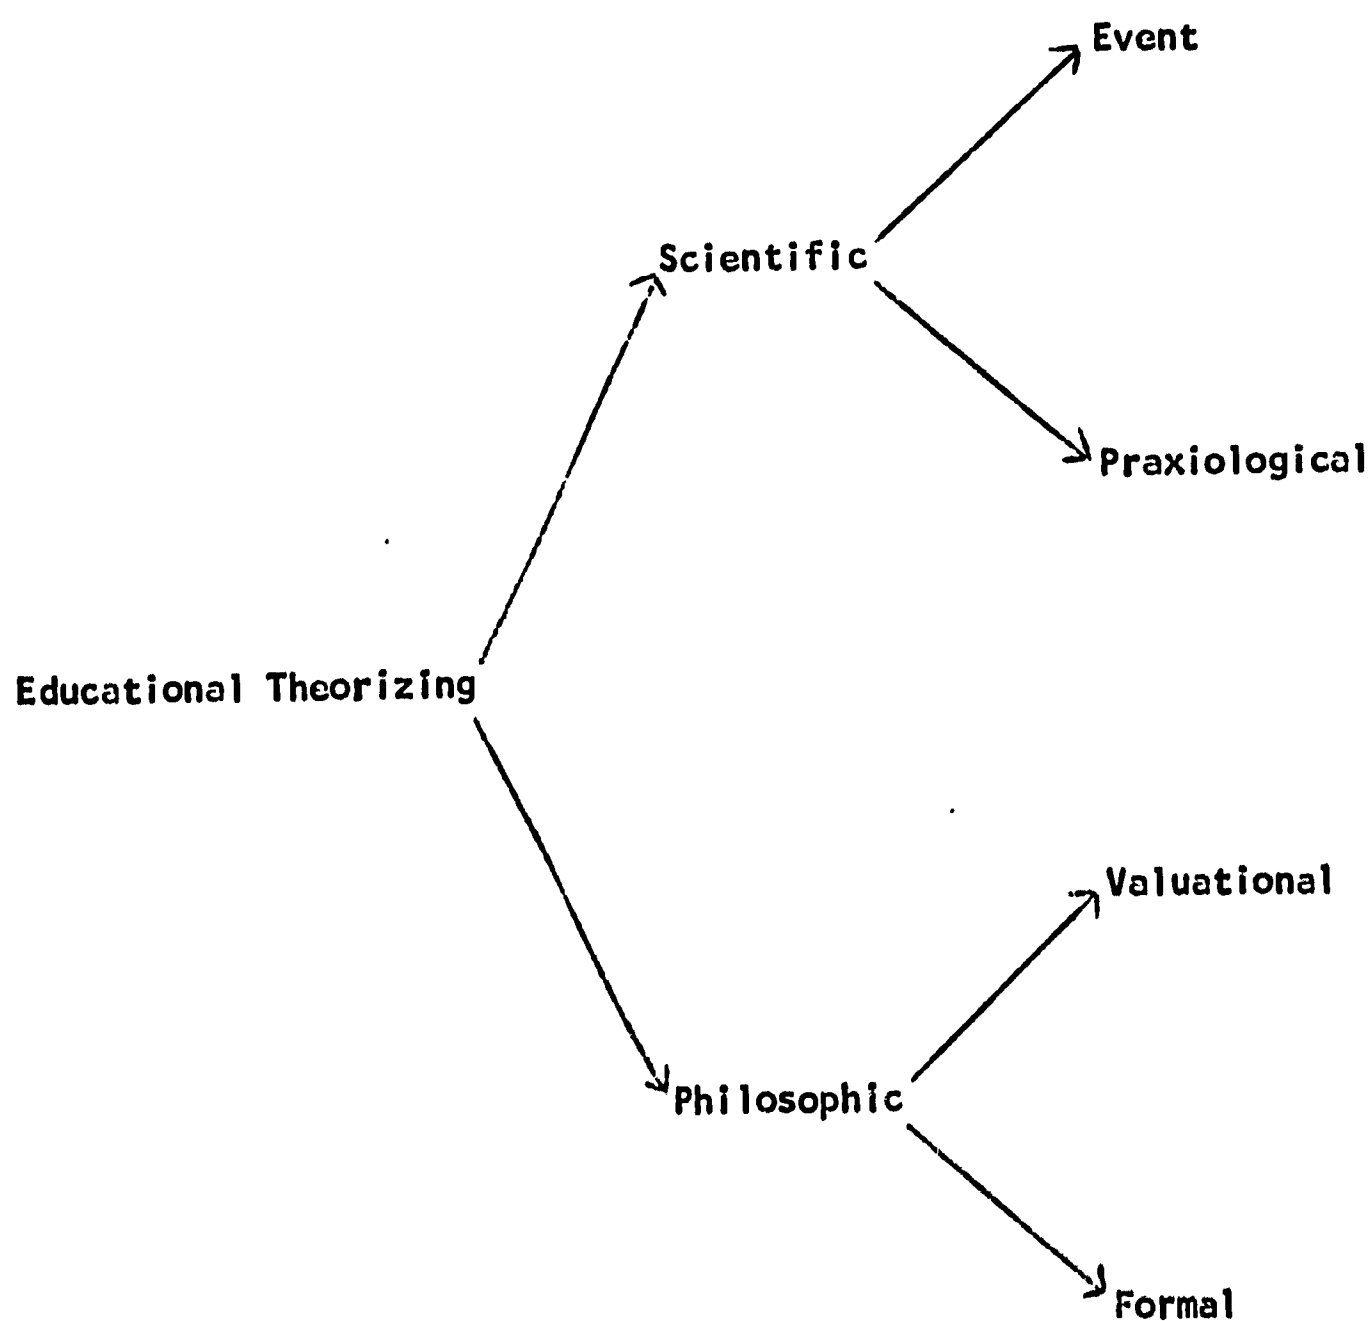 Event
Scientific
Praxiological
Educational Theorizing
Valuational
Philosophic
Formal